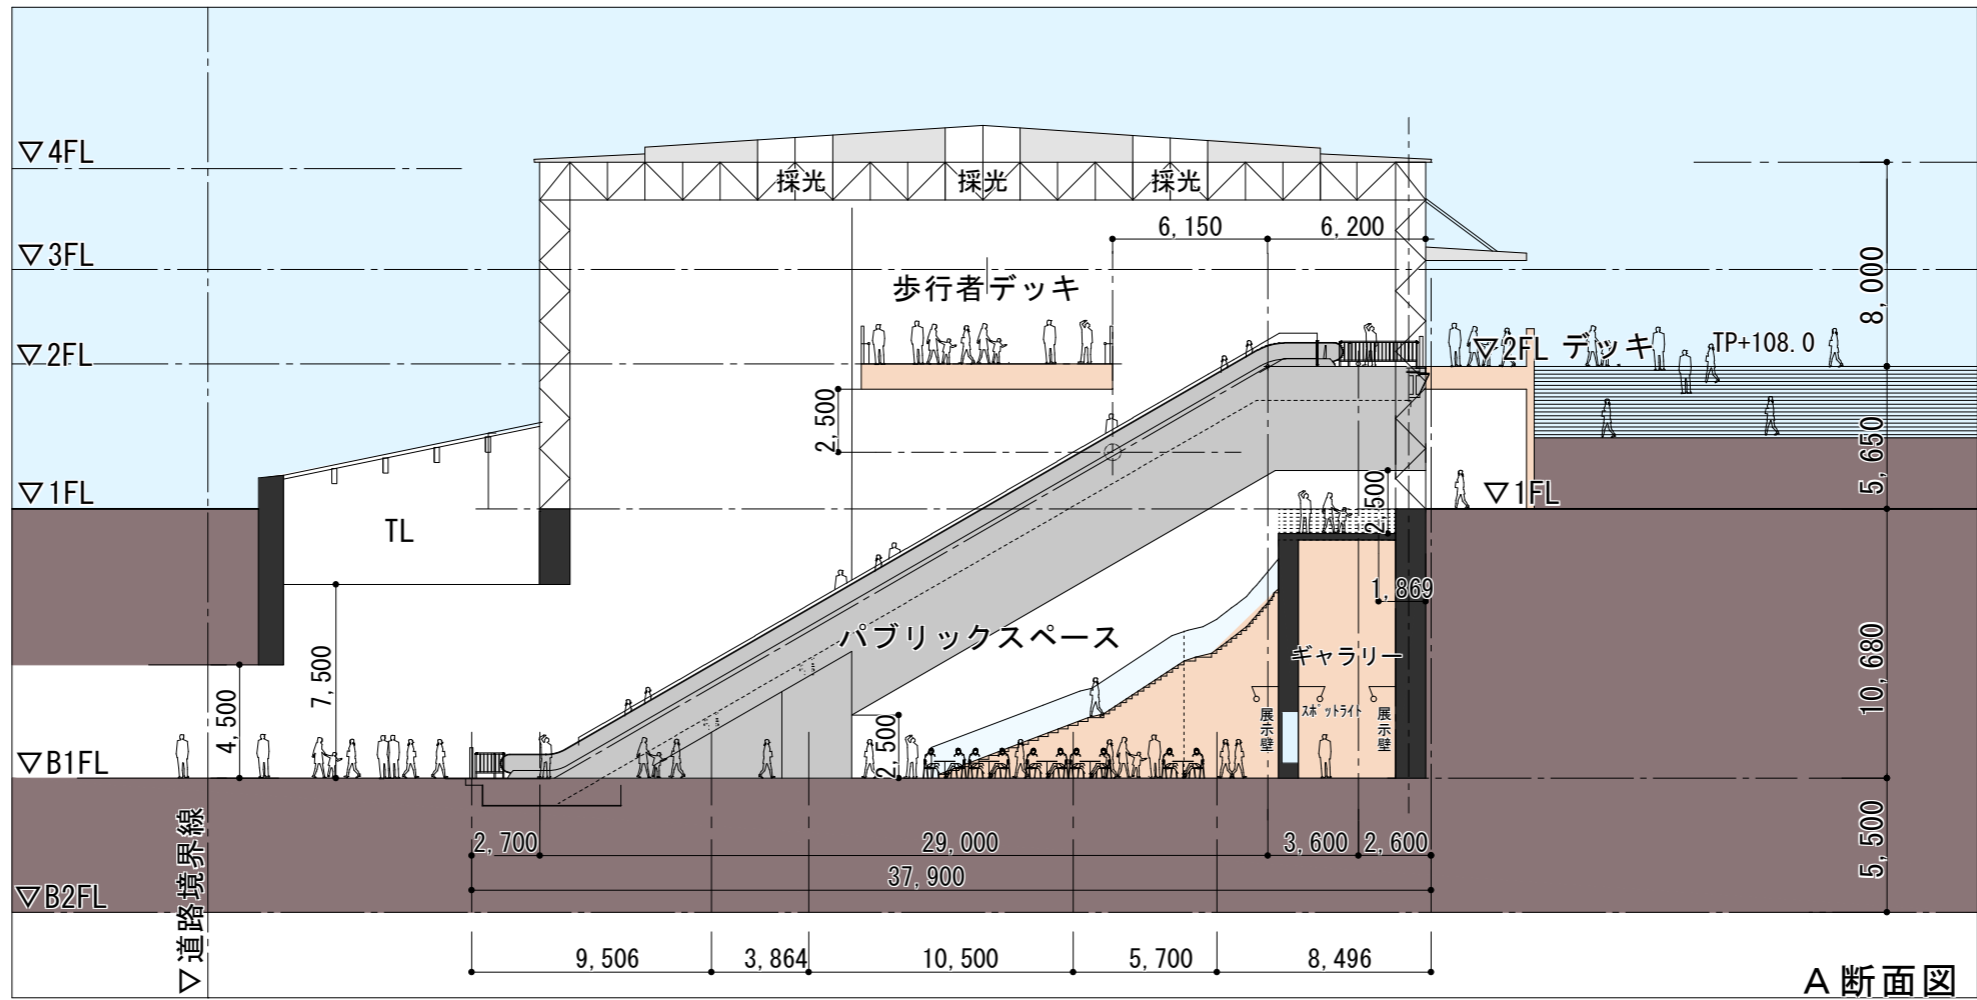 ▽4FL
採光
採光
採光
6,150
6,200
▽3FL
歩行者デッキ
8,000
▽2FL
▽2FL デッキ
TP+108.0
2,500
5,650
▽1FL
▽1FL
2,500
TL
1,869
パブリックスペース
ギャラリー
7,500
10,680
4,500
展示壁
スポットライト
展示壁
2,500
▽B1FL
2,700
29,000
3,600
2,600
37,900
5,500
▽B2FL
▽道路境界線
9,506
3,864
10,500
5,700
8,496
A断面図